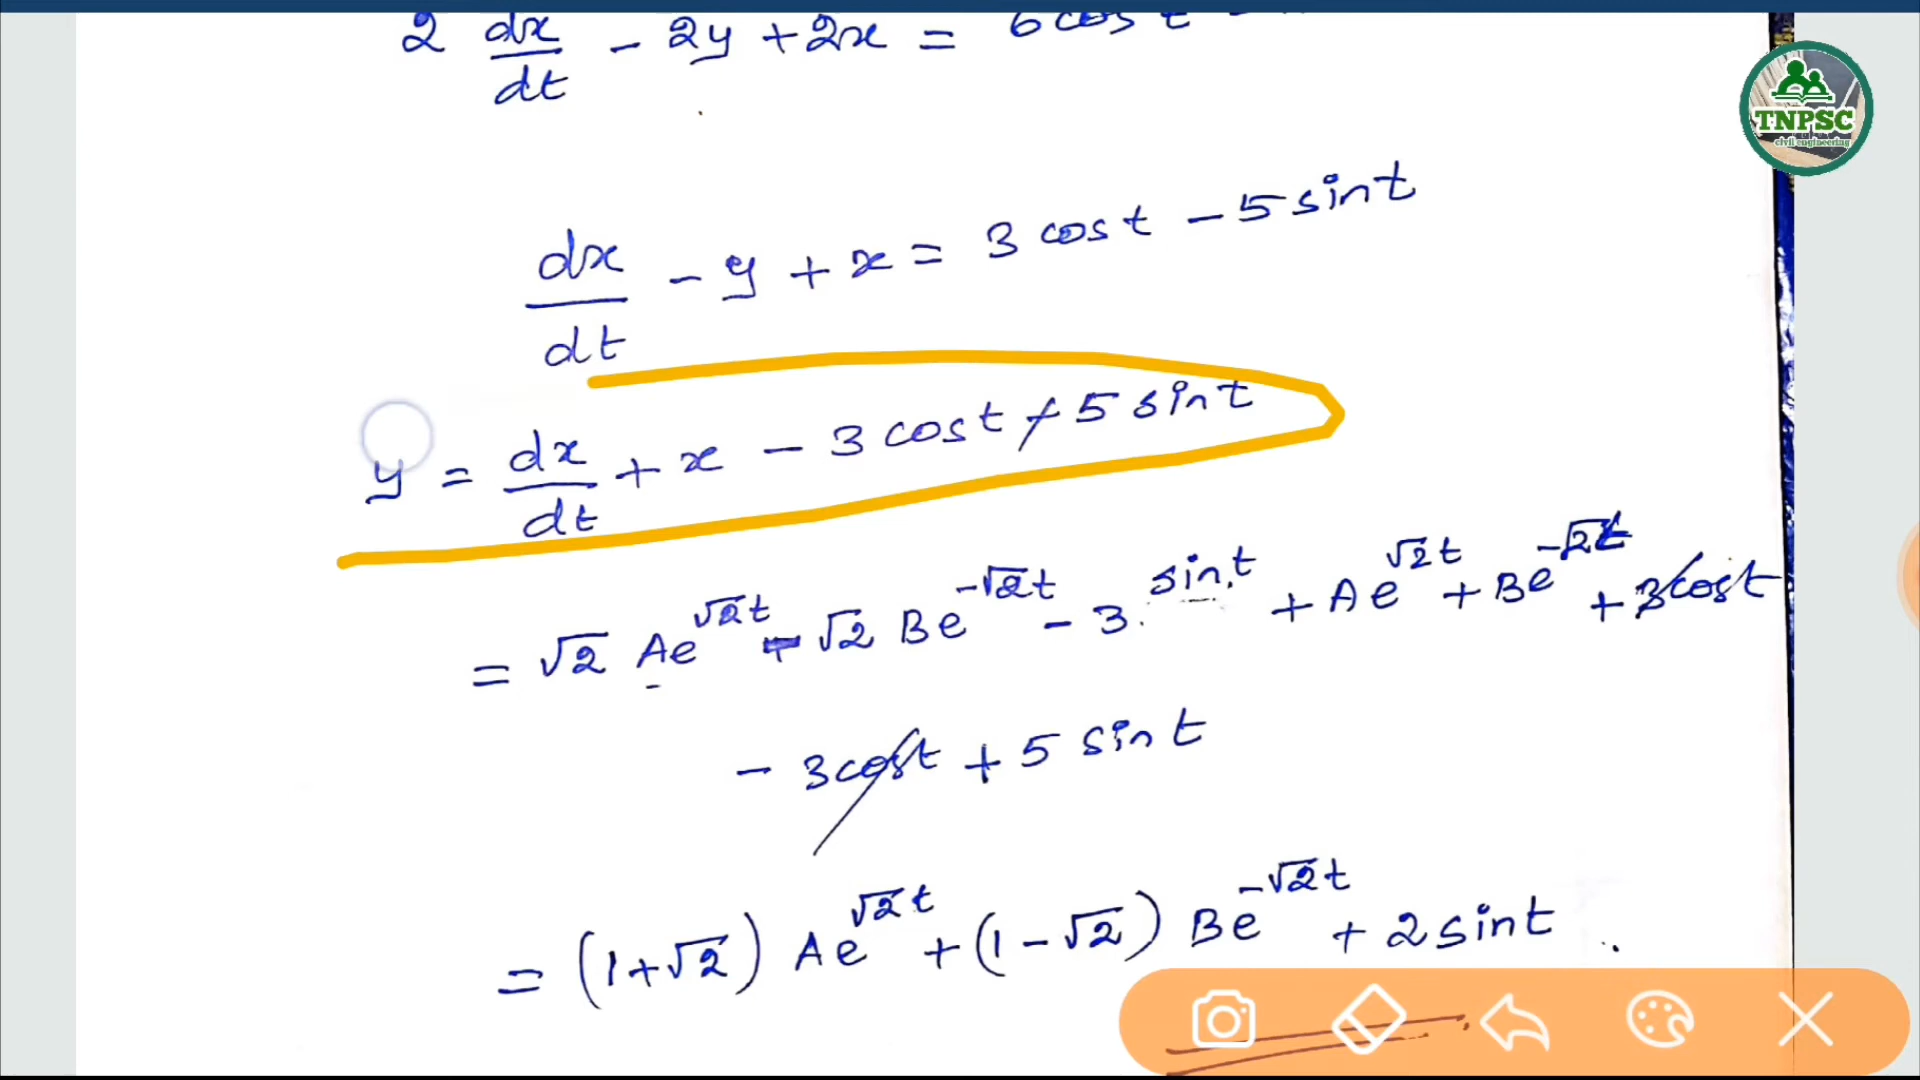 2 dx/dt - 2y + 2x = 6 cos t
TNPSC
civil engineering
dx/dt - y + x = 3 cos t - 5 sin t
y = dx/dt + x - 3 cos t + 5 sin t
= √2 Ae^(√2t) - √2 Be^(-√2t) - 3 sin t + Ae^(√2t) + Be^(-√2t) + 3 cos t
- 3 cos t + 5 sin t
= (1+√2) Ae^(√2t) + (1-√2) Be^(-√2t) + 2 sin t.